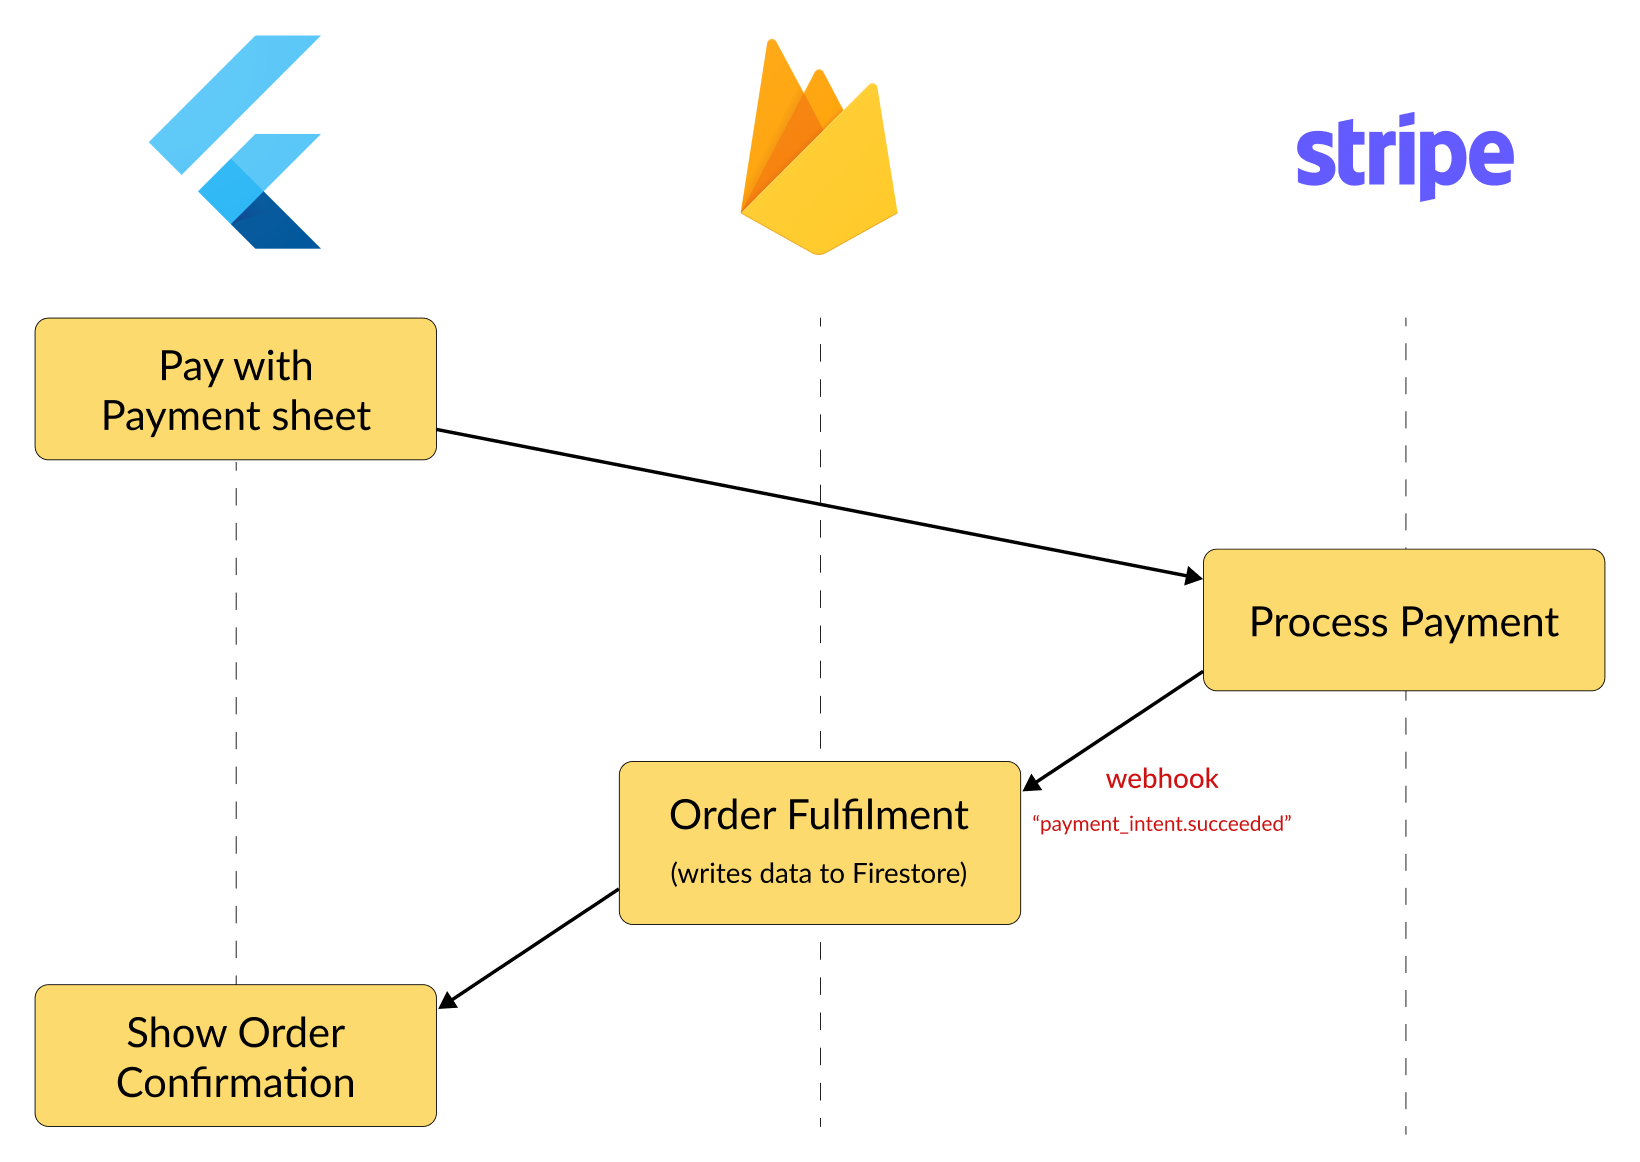 stripe
Pay with
Payment sheet
Process Payment
webhook
“payment_intent.succeeded”
Order Fulfilment
(writes data to Firestore)
Show Order
Confirmation